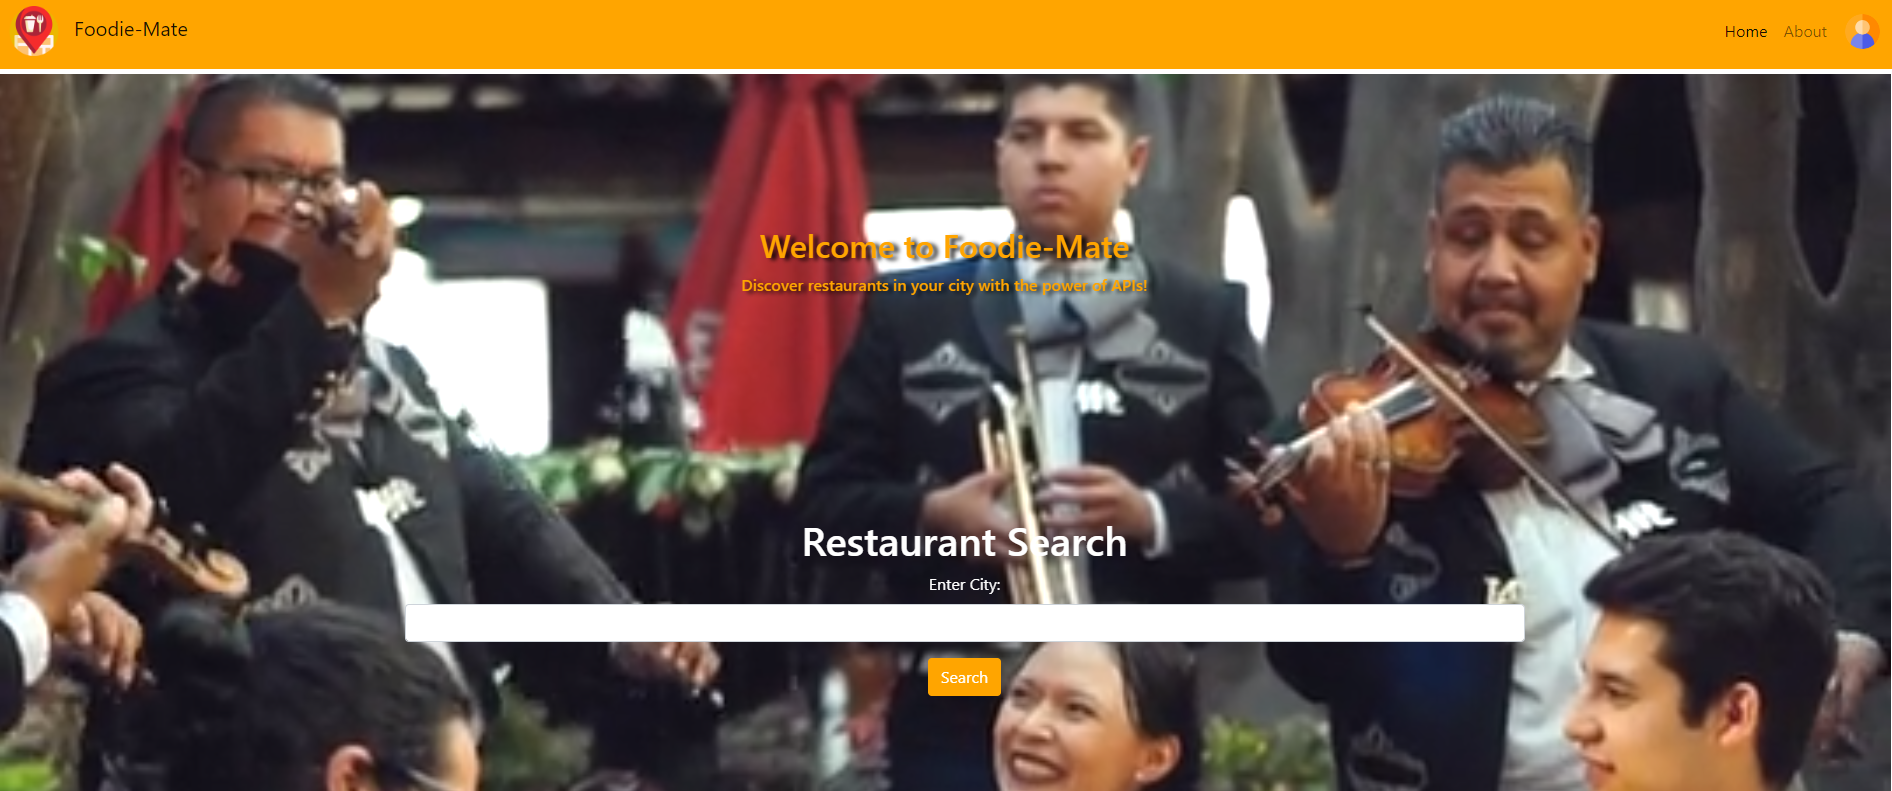 Foodie-Mate
Home About
Welcome to Foodie-Mate
Discover restaurants in your city with the power of APIs!
Restaurant Search
Enter City:
Search